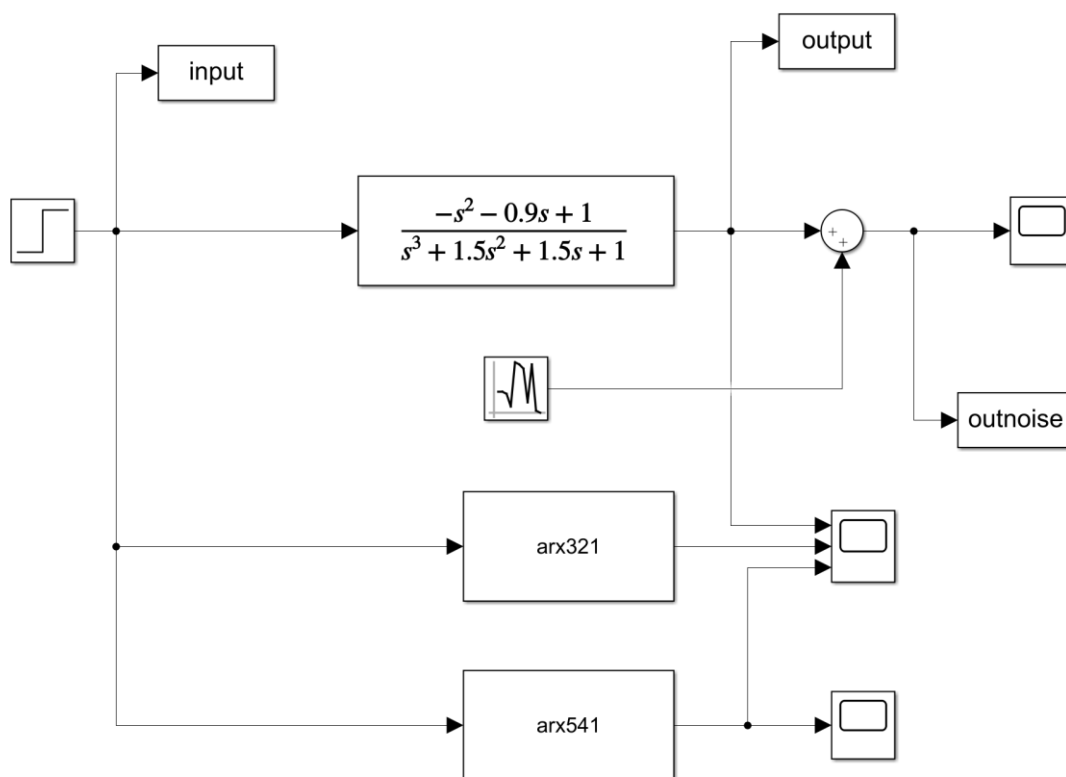 output
input
-s² - 0.9s + 1
s³ + 1.5s² + 1.5s + 1
+
+
outnoise
arx321
arx541